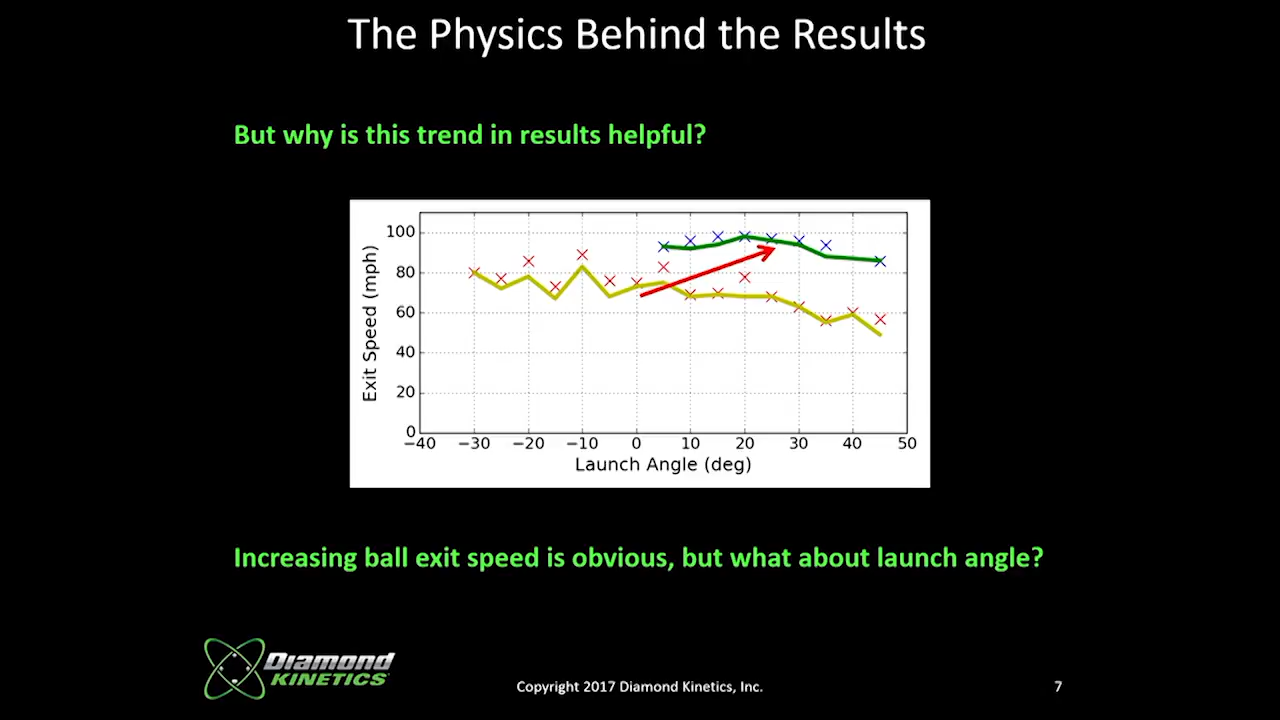 The Physics Behind the Results
But why is this trend in results helpful?
Exit Speed (mph)
100
80
60
40
20
0
−40 −30 −20 −10 0 10 20 30 40 50
Launch Angle (deg)
Increasing ball exit speed is obvious, but what about launch angle?
Diamond
KINETICS
Copyright 2017 Diamond Kinetics, Inc.
7